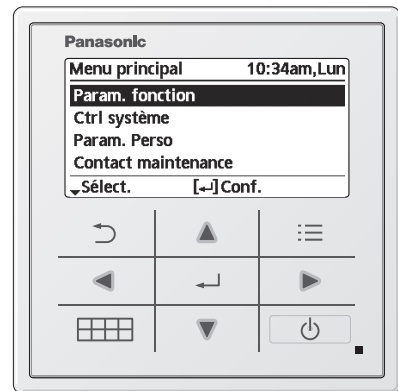 Panasonic
Menu principal 10:34am,Lun
Param. fonction
Ctrl système
Param. Perso
Contact maintenance
Sélect. [↵]Conf.